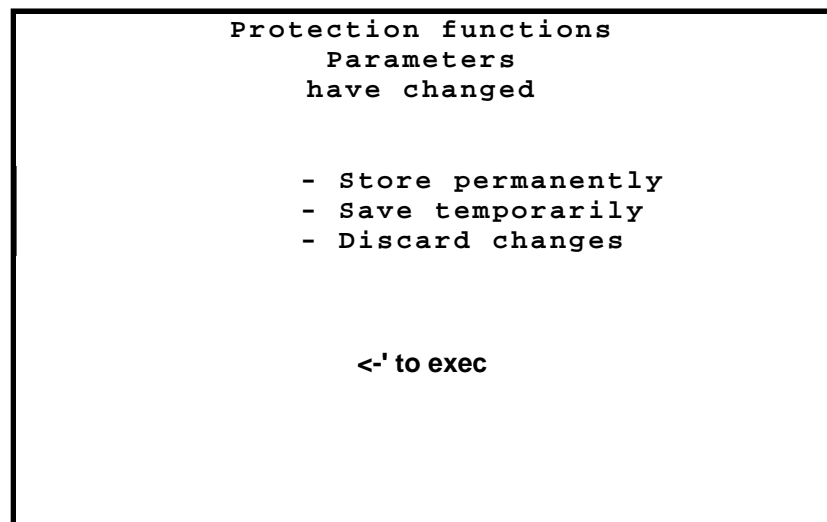 Protection functions
Parameters
have changed
- Store permanently
- Save temporarily
- Discard changes
<-' to exec